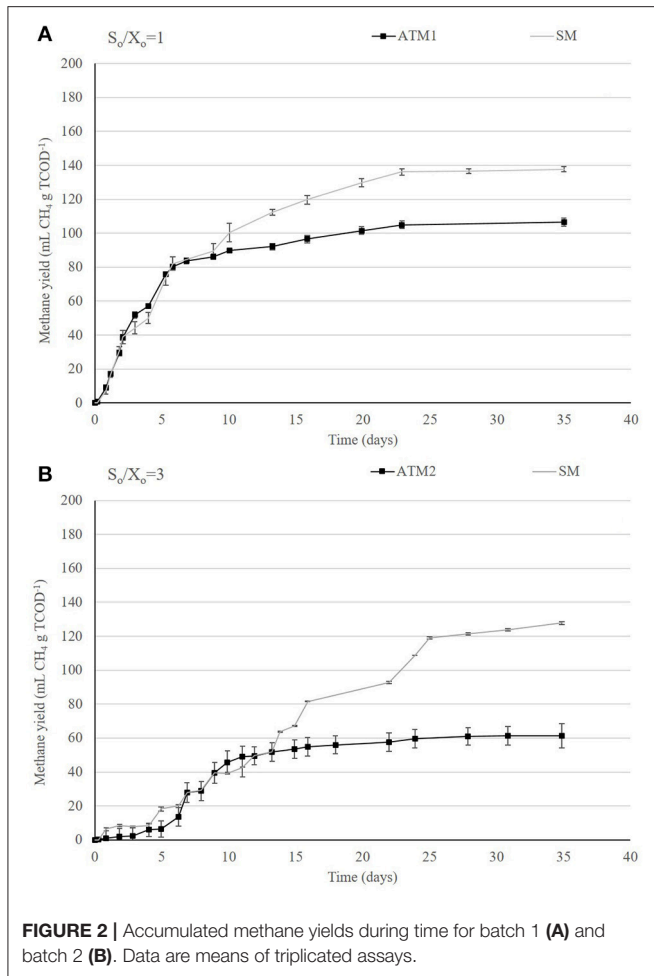 A
Sₒ/Xₒ=1
ATM1
SM
200
180
160
140
120
100
80
60
40
20
0
Methane yield (mL CH₄ g TCOD⁻¹)
0 5 10 15 20 25 30 35 40
Time (days)
B
Sₒ/Xₒ=3
ATM2
SM
200
180
160
140
120
100
80
60
40
20
0
Methane yield (mL CH₄ g TCOD⁻¹)
0 5 10 15 20 25 30 35 40
Time (days)
FIGURE 2 | Accumulated methane yields during time for batch 1 (A) and
batch 2 (B). Data are means of triplicated assays.